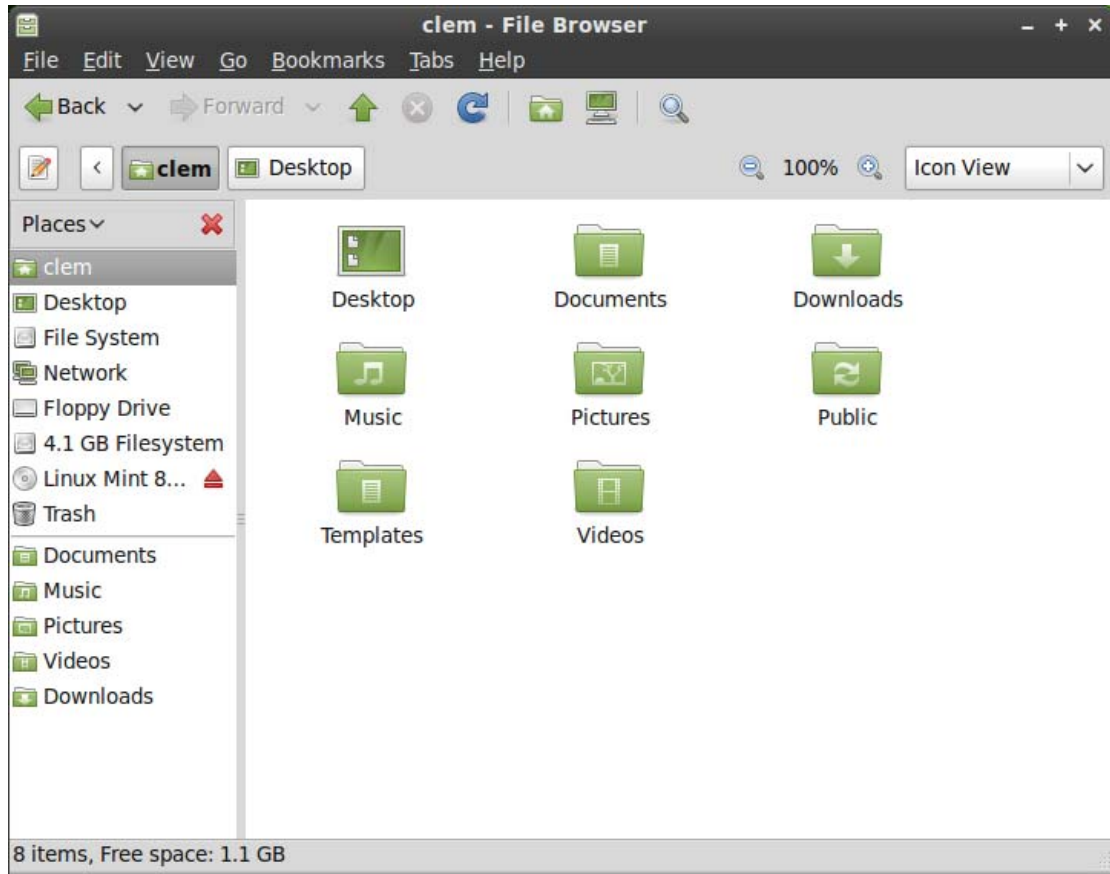 clem - File Browser
File Edit View Go Bookmarks Tabs Help
Back Forward
clem Desktop 100% Icon View
Places
clem
Desktop
File System
Network
Floppy Drive
4.1 GB Filesystem
Linux Mint 8...
Trash
Documents
Music
Pictures
Videos
Downloads
Desktop Documents Downloads
Music Pictures Public
Templates Videos
8 items, Free space: 1.1 GB